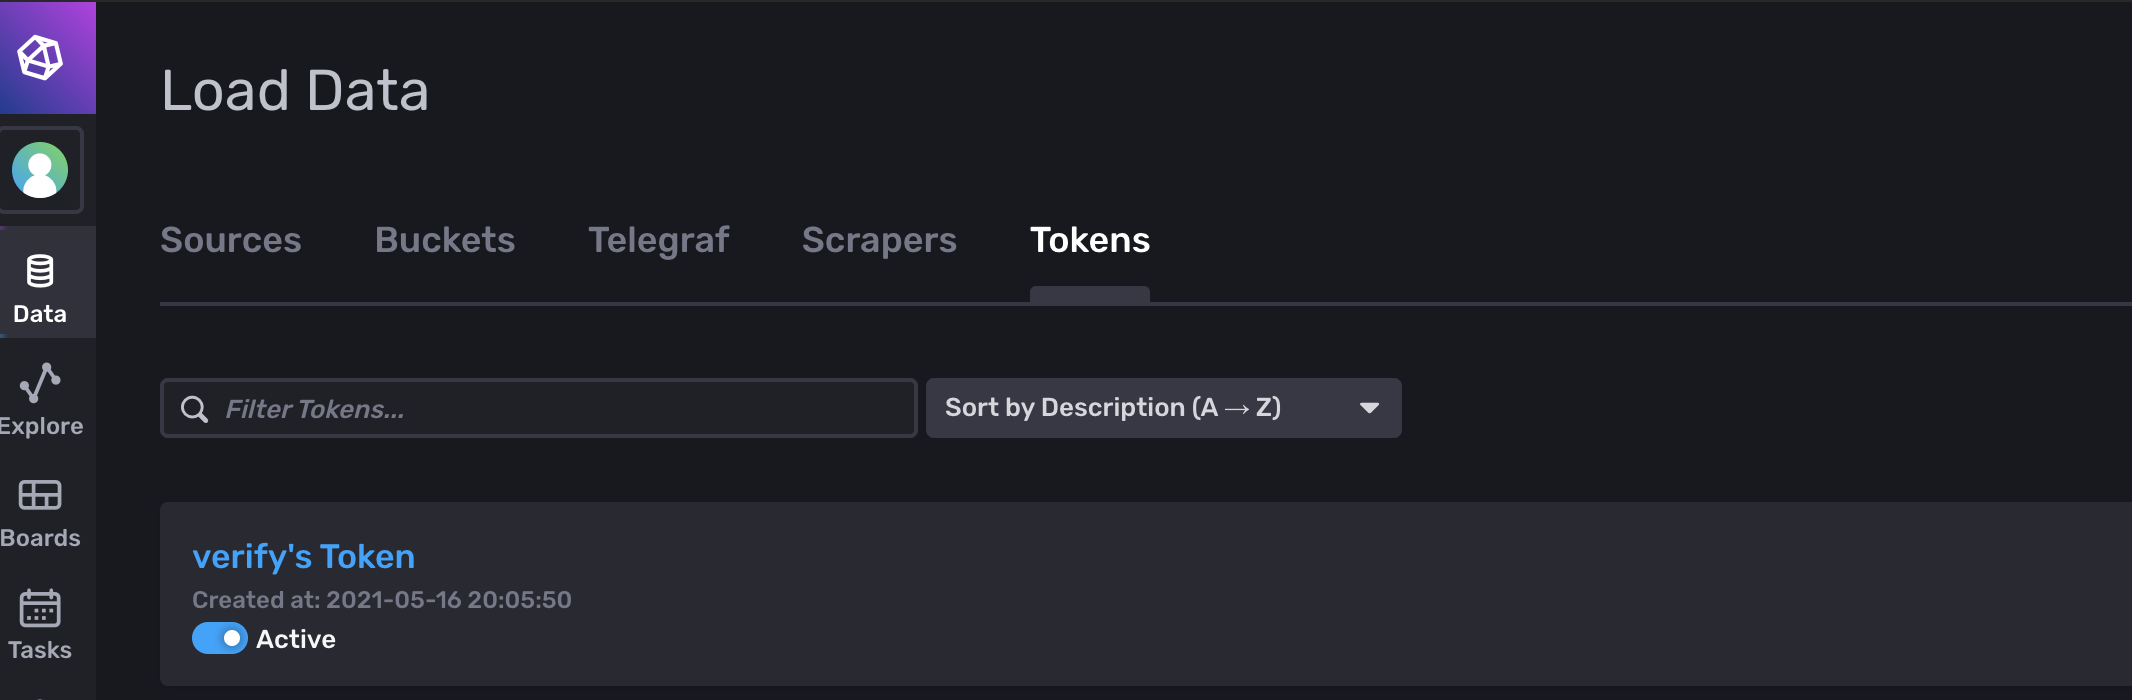 Load Data
Sources Buckets Telegraf Scrapers Tokens
Data
Explore
Boards
Tasks
Filter Tokens...
Sort by Description (A → Z)
verify's Token
Created at: 2021-05-16 20:05:50
Active